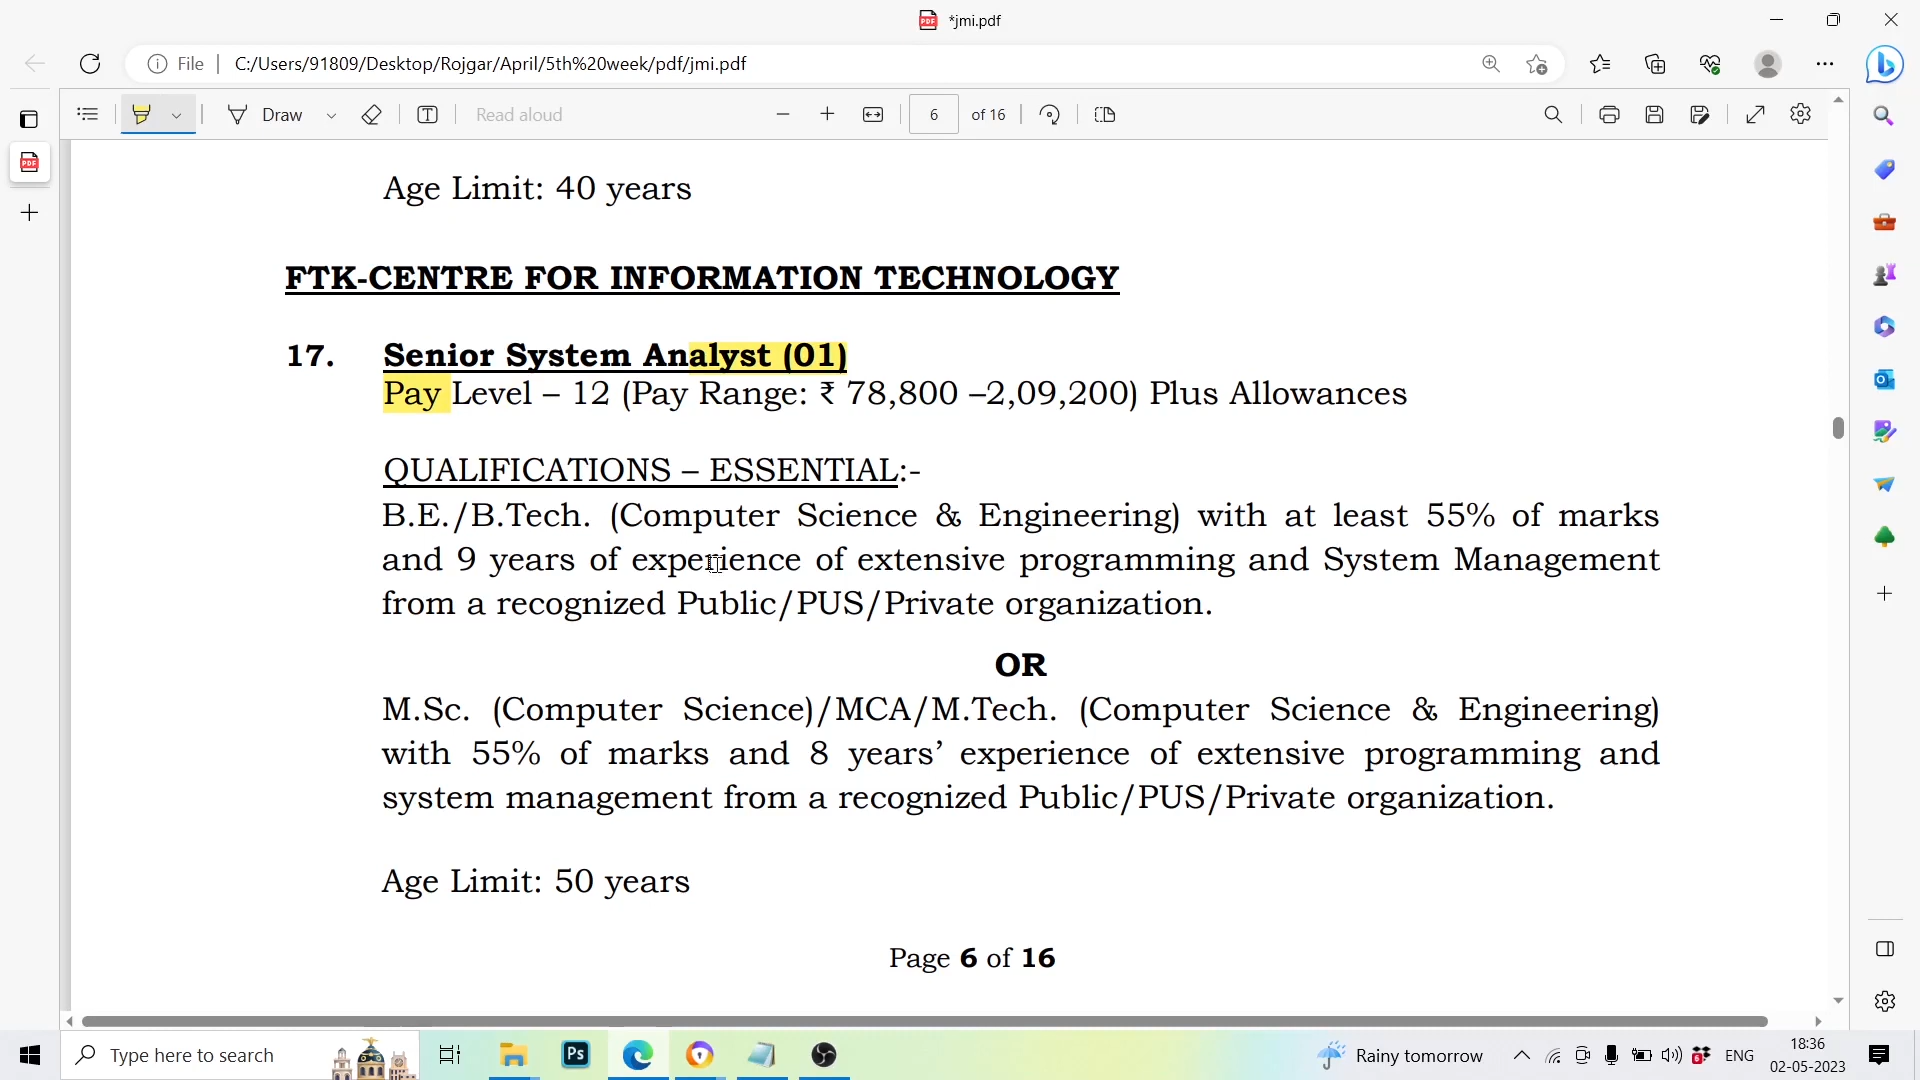 *jmi.pdf
File
C:/Users/91809/Desktop/Rojgar/April/5th%20week/pdf/jmi.pdf
Draw
Read aloud
6 of 16
Age Limit: 40 years
FTK-CENTRE FOR INFORMATION TECHNOLOGY
17. Senior System Analyst (01)
Pay Level – 12 (Pay Range: ₹ 78,800 –2,09,200) Plus Allowances
QUALIFICATIONS – ESSENTIAL:-
B.E./B.Tech. (Computer Science & Engineering) with at least 55% of marks
and 9 years of experience of extensive programming and System Management
from a recognized Public/PUS/Private organization.
OR
M.Sc. (Computer Science)/MCA/M.Tech. (Computer Science & Engineering)
with 55% of marks and 8 years’ experience of extensive programming and
system management from a recognized Public/PUS/Private organization.
Age Limit: 50 years
Page 6 of 16
Type here to search
Ps
Rainy tomorrow
ENG
18:36
02-05-2023